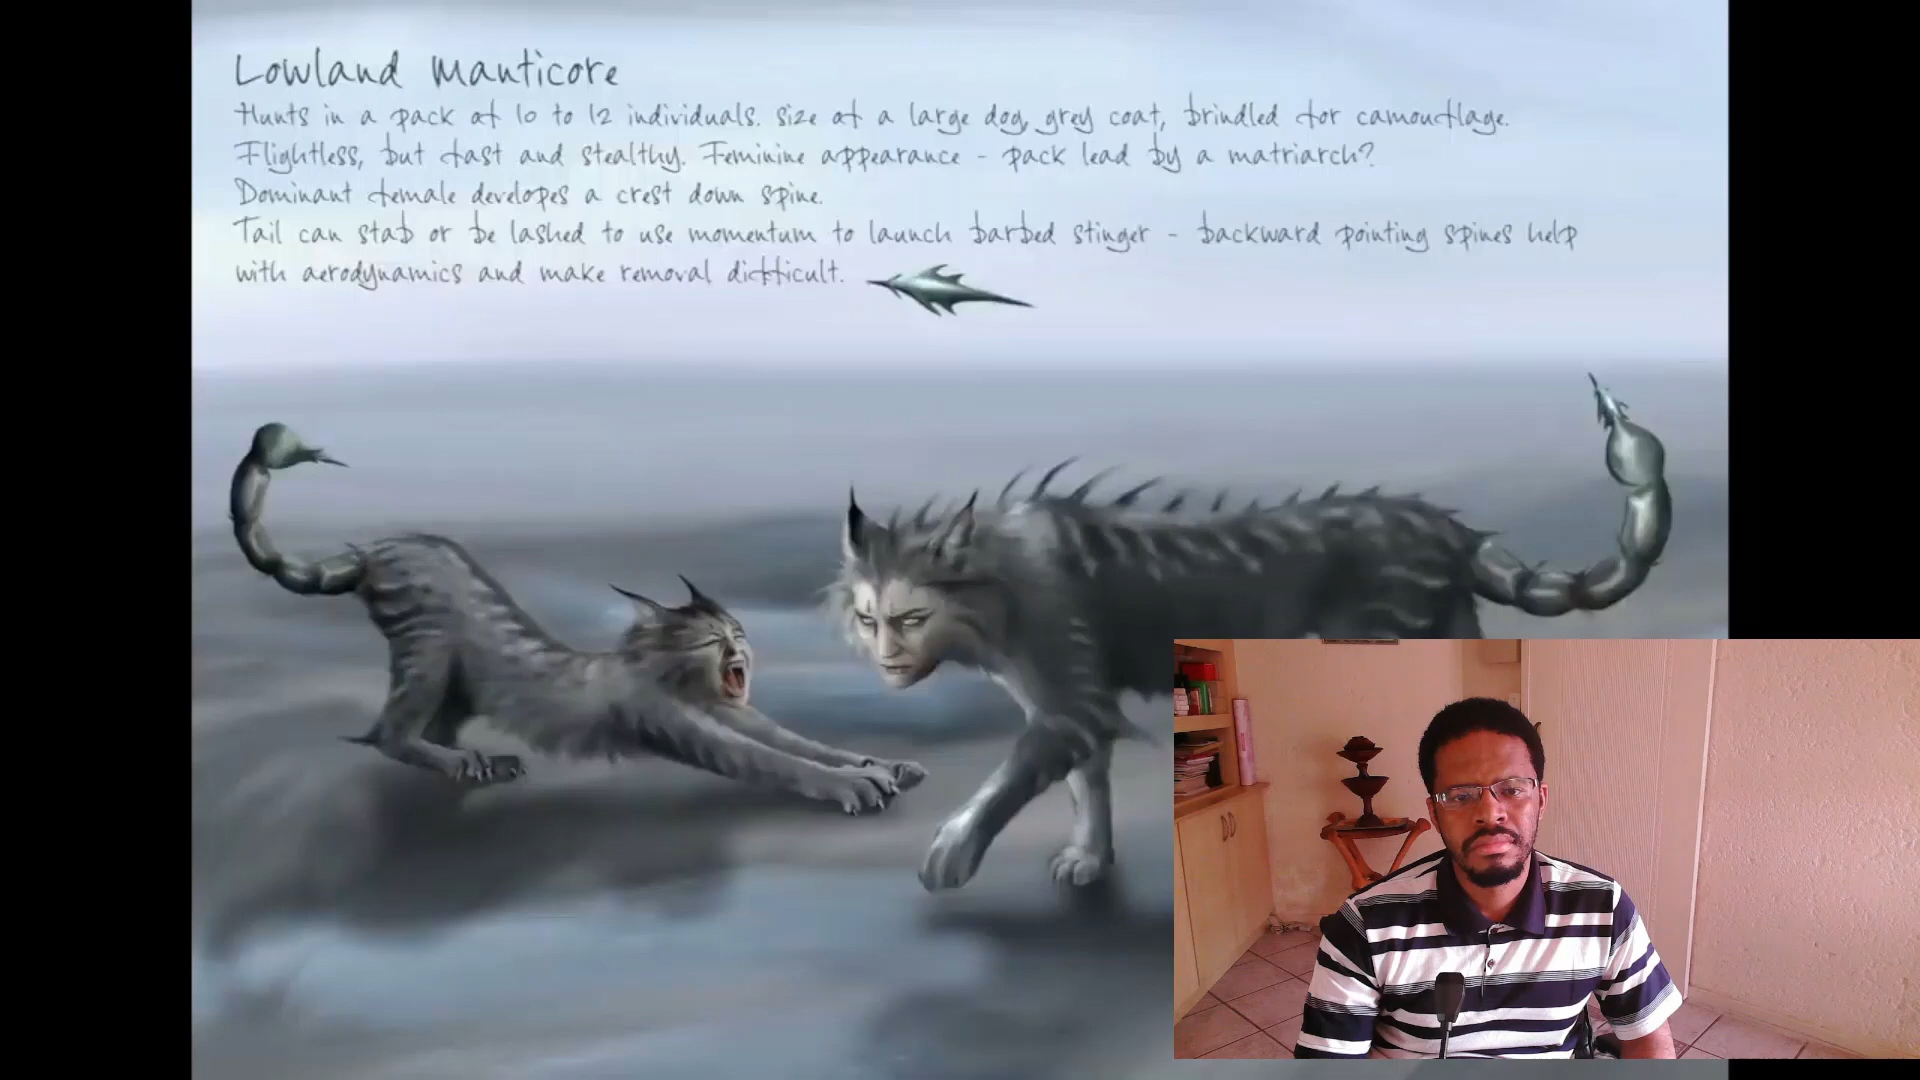 Lowland Manticore
Hunts in a pack of 10 to 12 individuals. Size of a large dog, grey coat, brindled for camouflage.
Flightless, but fast and stealthy. Feminine appearance - pack lead by a matriarch?
Dominant female developes a crest down spine.
Tail can stab or be lashed to use momentum to launch barbed stinger - backward pointing spines help
with aerodynamics and make removal difficult.